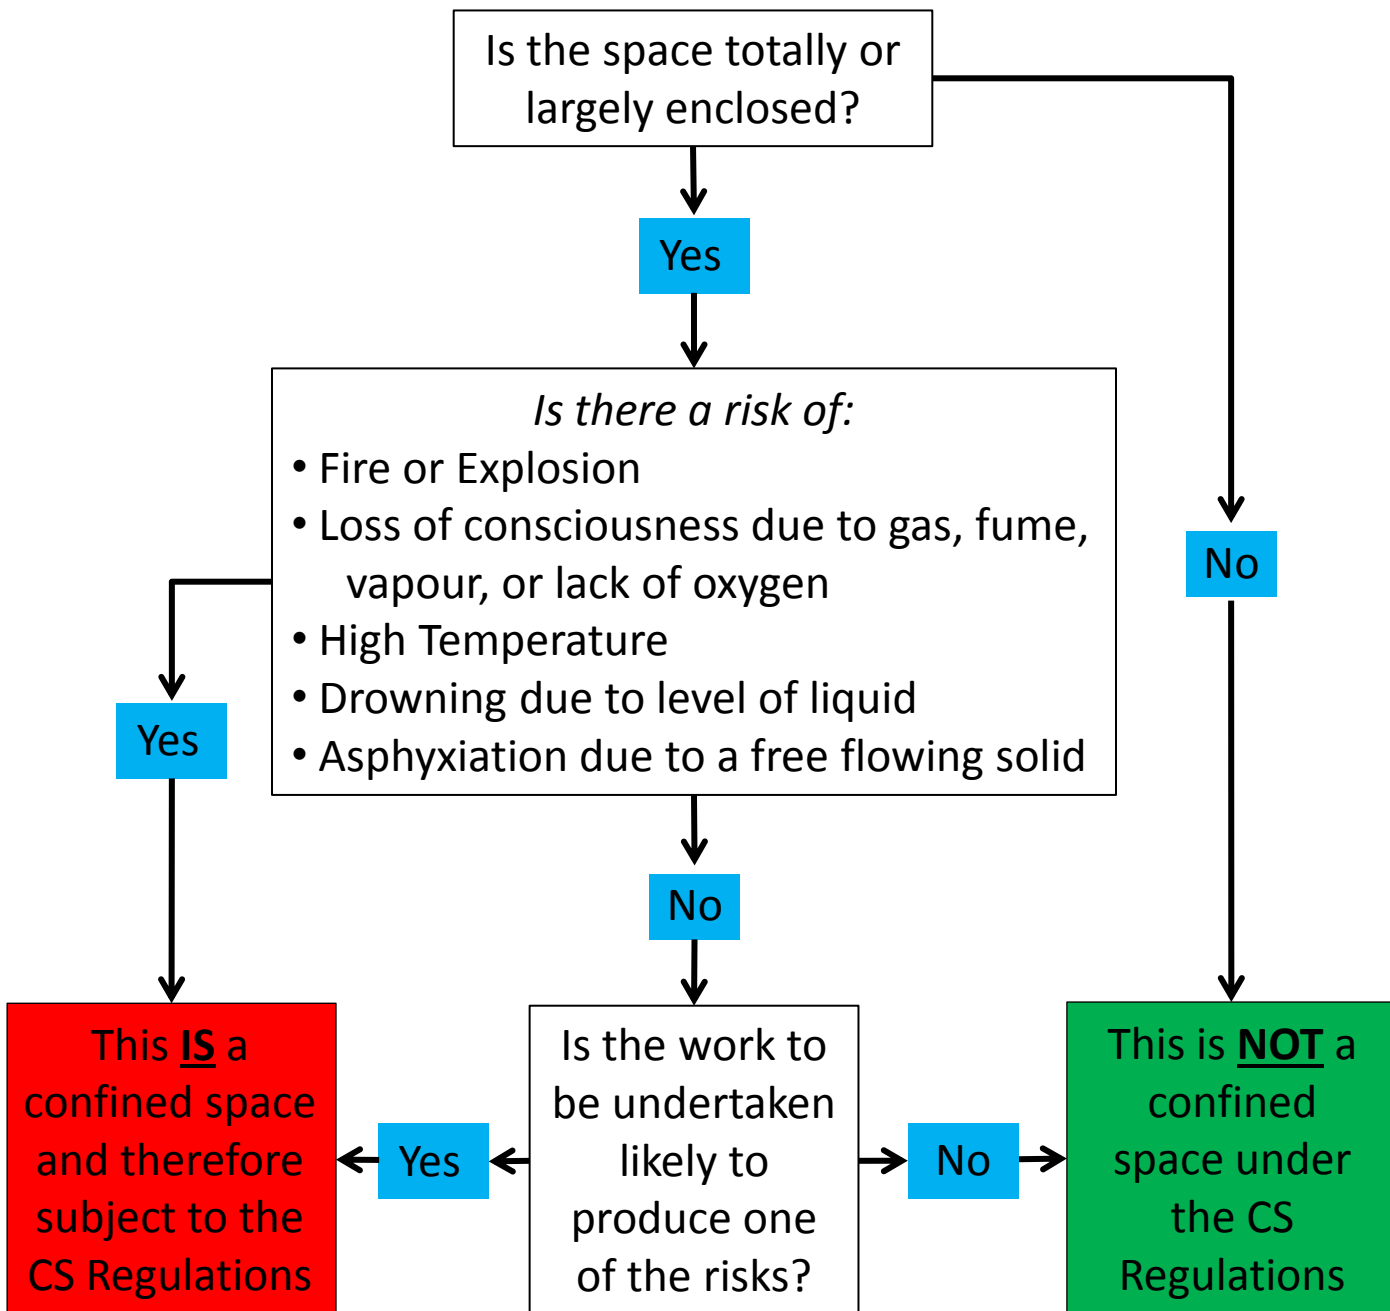 Is the space totally or
largely enclosed?
Yes
Is there a risk of:
• Fire or Explosion
• Loss of consciousness due to gas, fume,
vapour, or lack of oxygen
• High Temperature
• Drowning due to level of liquid
• Asphyxiation due to a free flowing solid
No
Yes
No
This IS a
confined space
and therefore
subject to the
CS Regulations
Yes
Is the work to
be undertaken
likely to
produce one
of the risks?
No
This is NOT a
confined
space under
the CS
Regulations